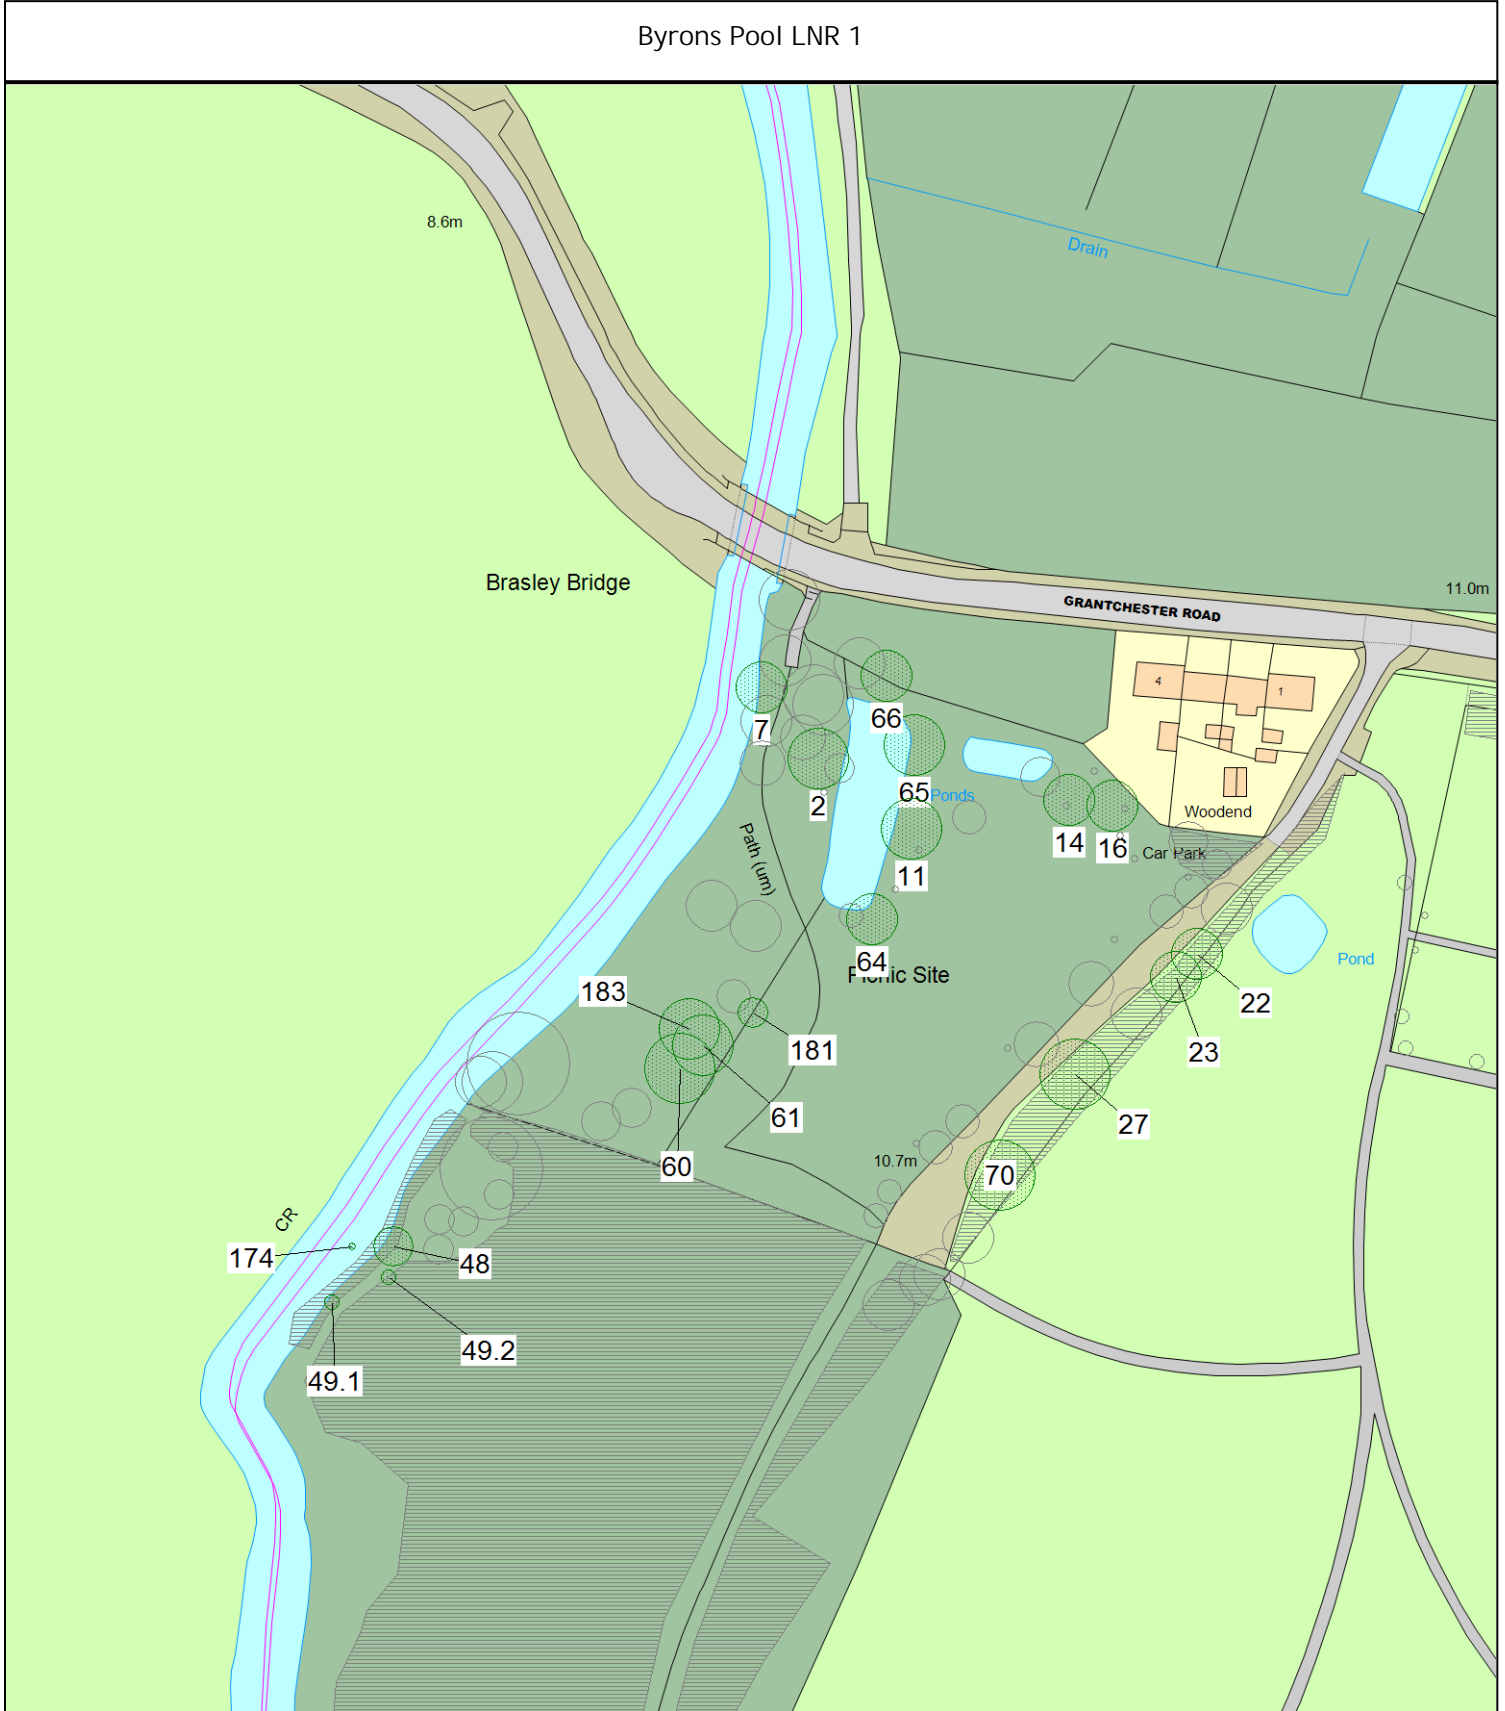 Byrons Pool LNR 1
8.6m
Drain
Brasley Bridge
11.0m
GRANTCHESTER ROAD
4
1
66
7
65
Ponds
2
Woodend
14
16
Car Park
Path (um)
11
64
Picnic Site
Pond
183
22
181
23
61
27
60
10.7m
70
CR
174
48
49.2
49.1